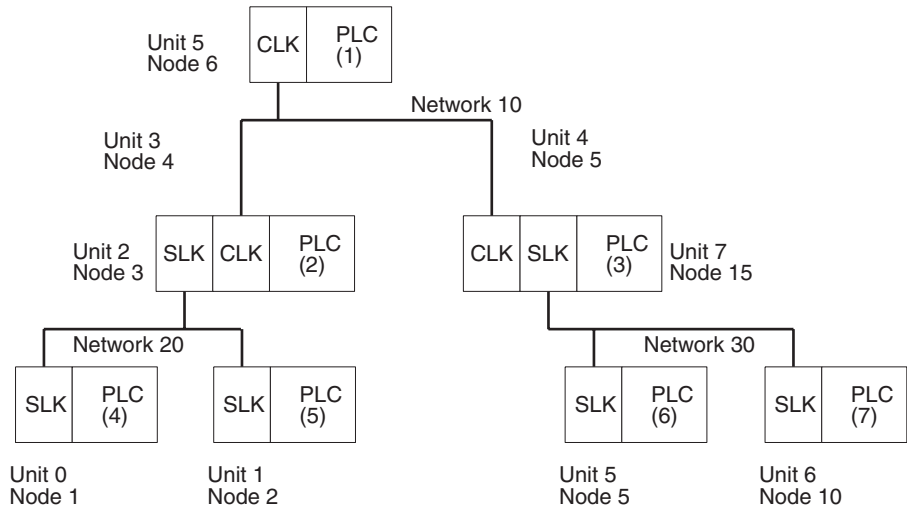 Unit 5
Node 6
CLK
PLC
(1)
Network 10
Unit 3
Node 4
Unit 4
Node 5
Unit 2
Node 3
SLK
CLK
PLC
(2)
CLK
SLK
PLC
(3)
Unit 7
Node 15
Network 20
Network 30
SLK
PLC
(4)
SLK
PLC
(5)
SLK
PLC
(6)
SLK
PLC
(7)
Unit 0
Node 1
Unit 1
Node 2
Unit 5
Node 5
Unit 6
Node 10